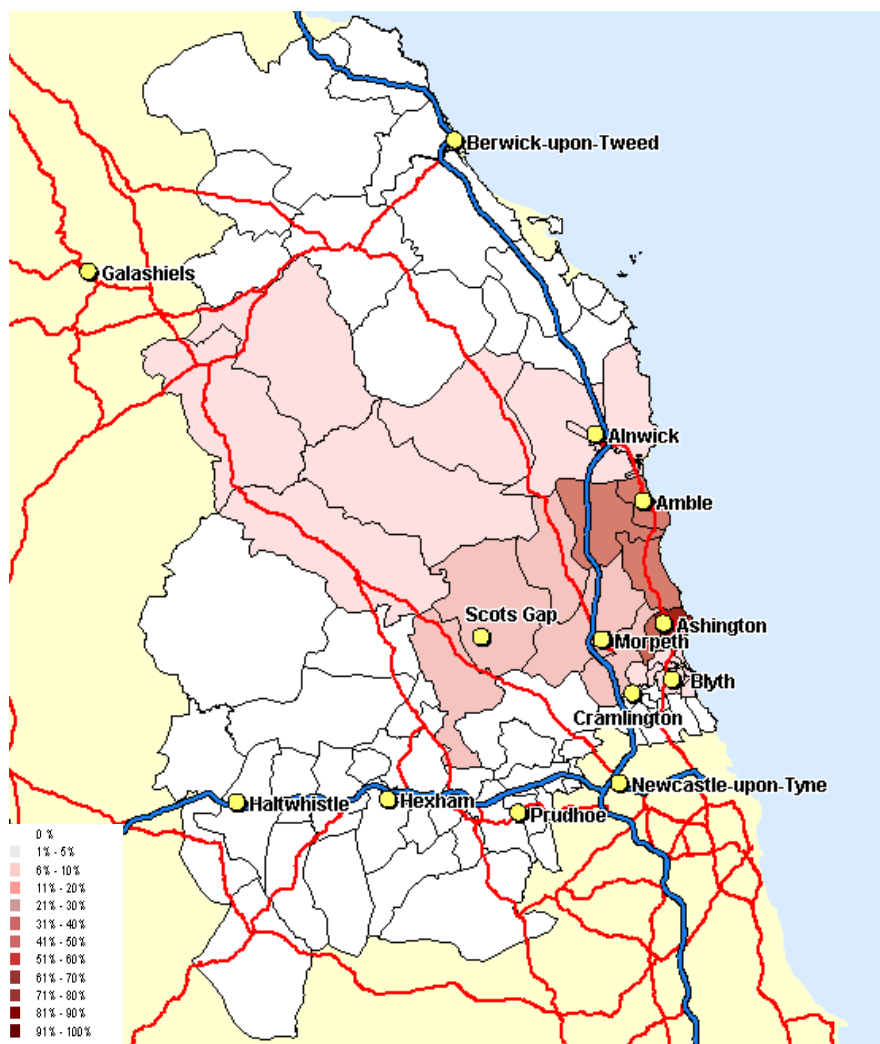 Berwick-upon-Tweed
Galashiels
Alnwick
Amble
Scots Gap
Ashington
Morpeth
Blyth
Cramlington
Newcastle-upon-Tyne
Haltwhistle
Hexham
Prudhoe
0 %
1% - 5%
6% - 10%
11% - 20%
21% - 30%
31% - 40%
41% - 50%
51% - 60%
61% - 70%
71% - 80%
81% - 90%
91% - 100%